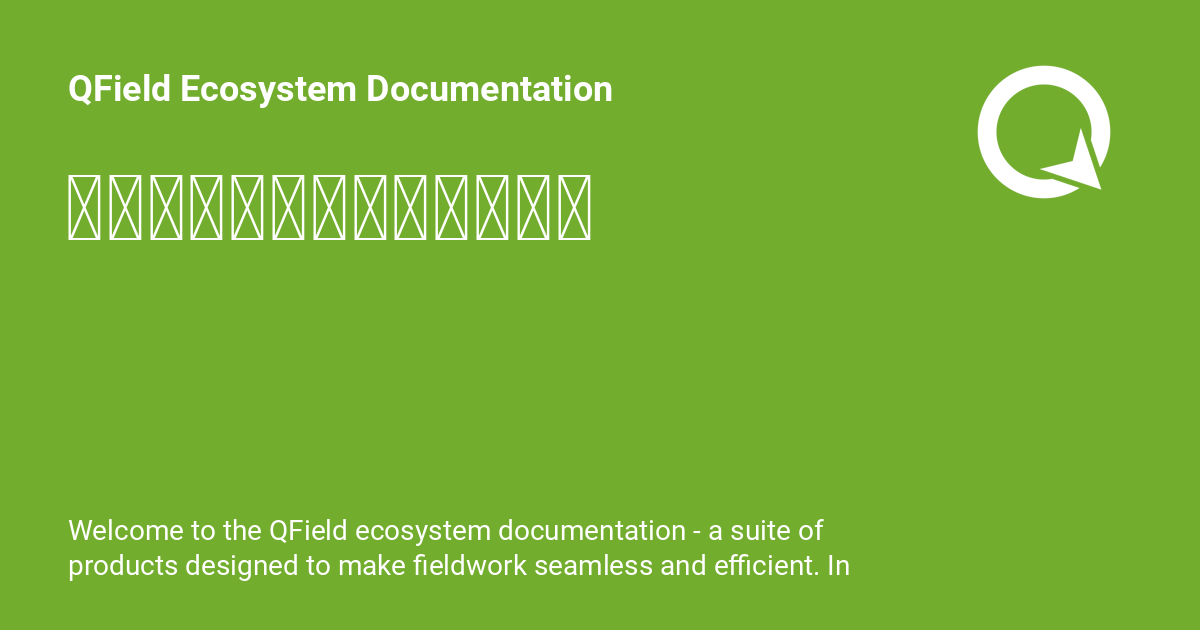 QField Ecosystem Documentation
Welcome to the QField ecosystem documentation - a suite of
products designed to make fieldwork seamless and efficient. In